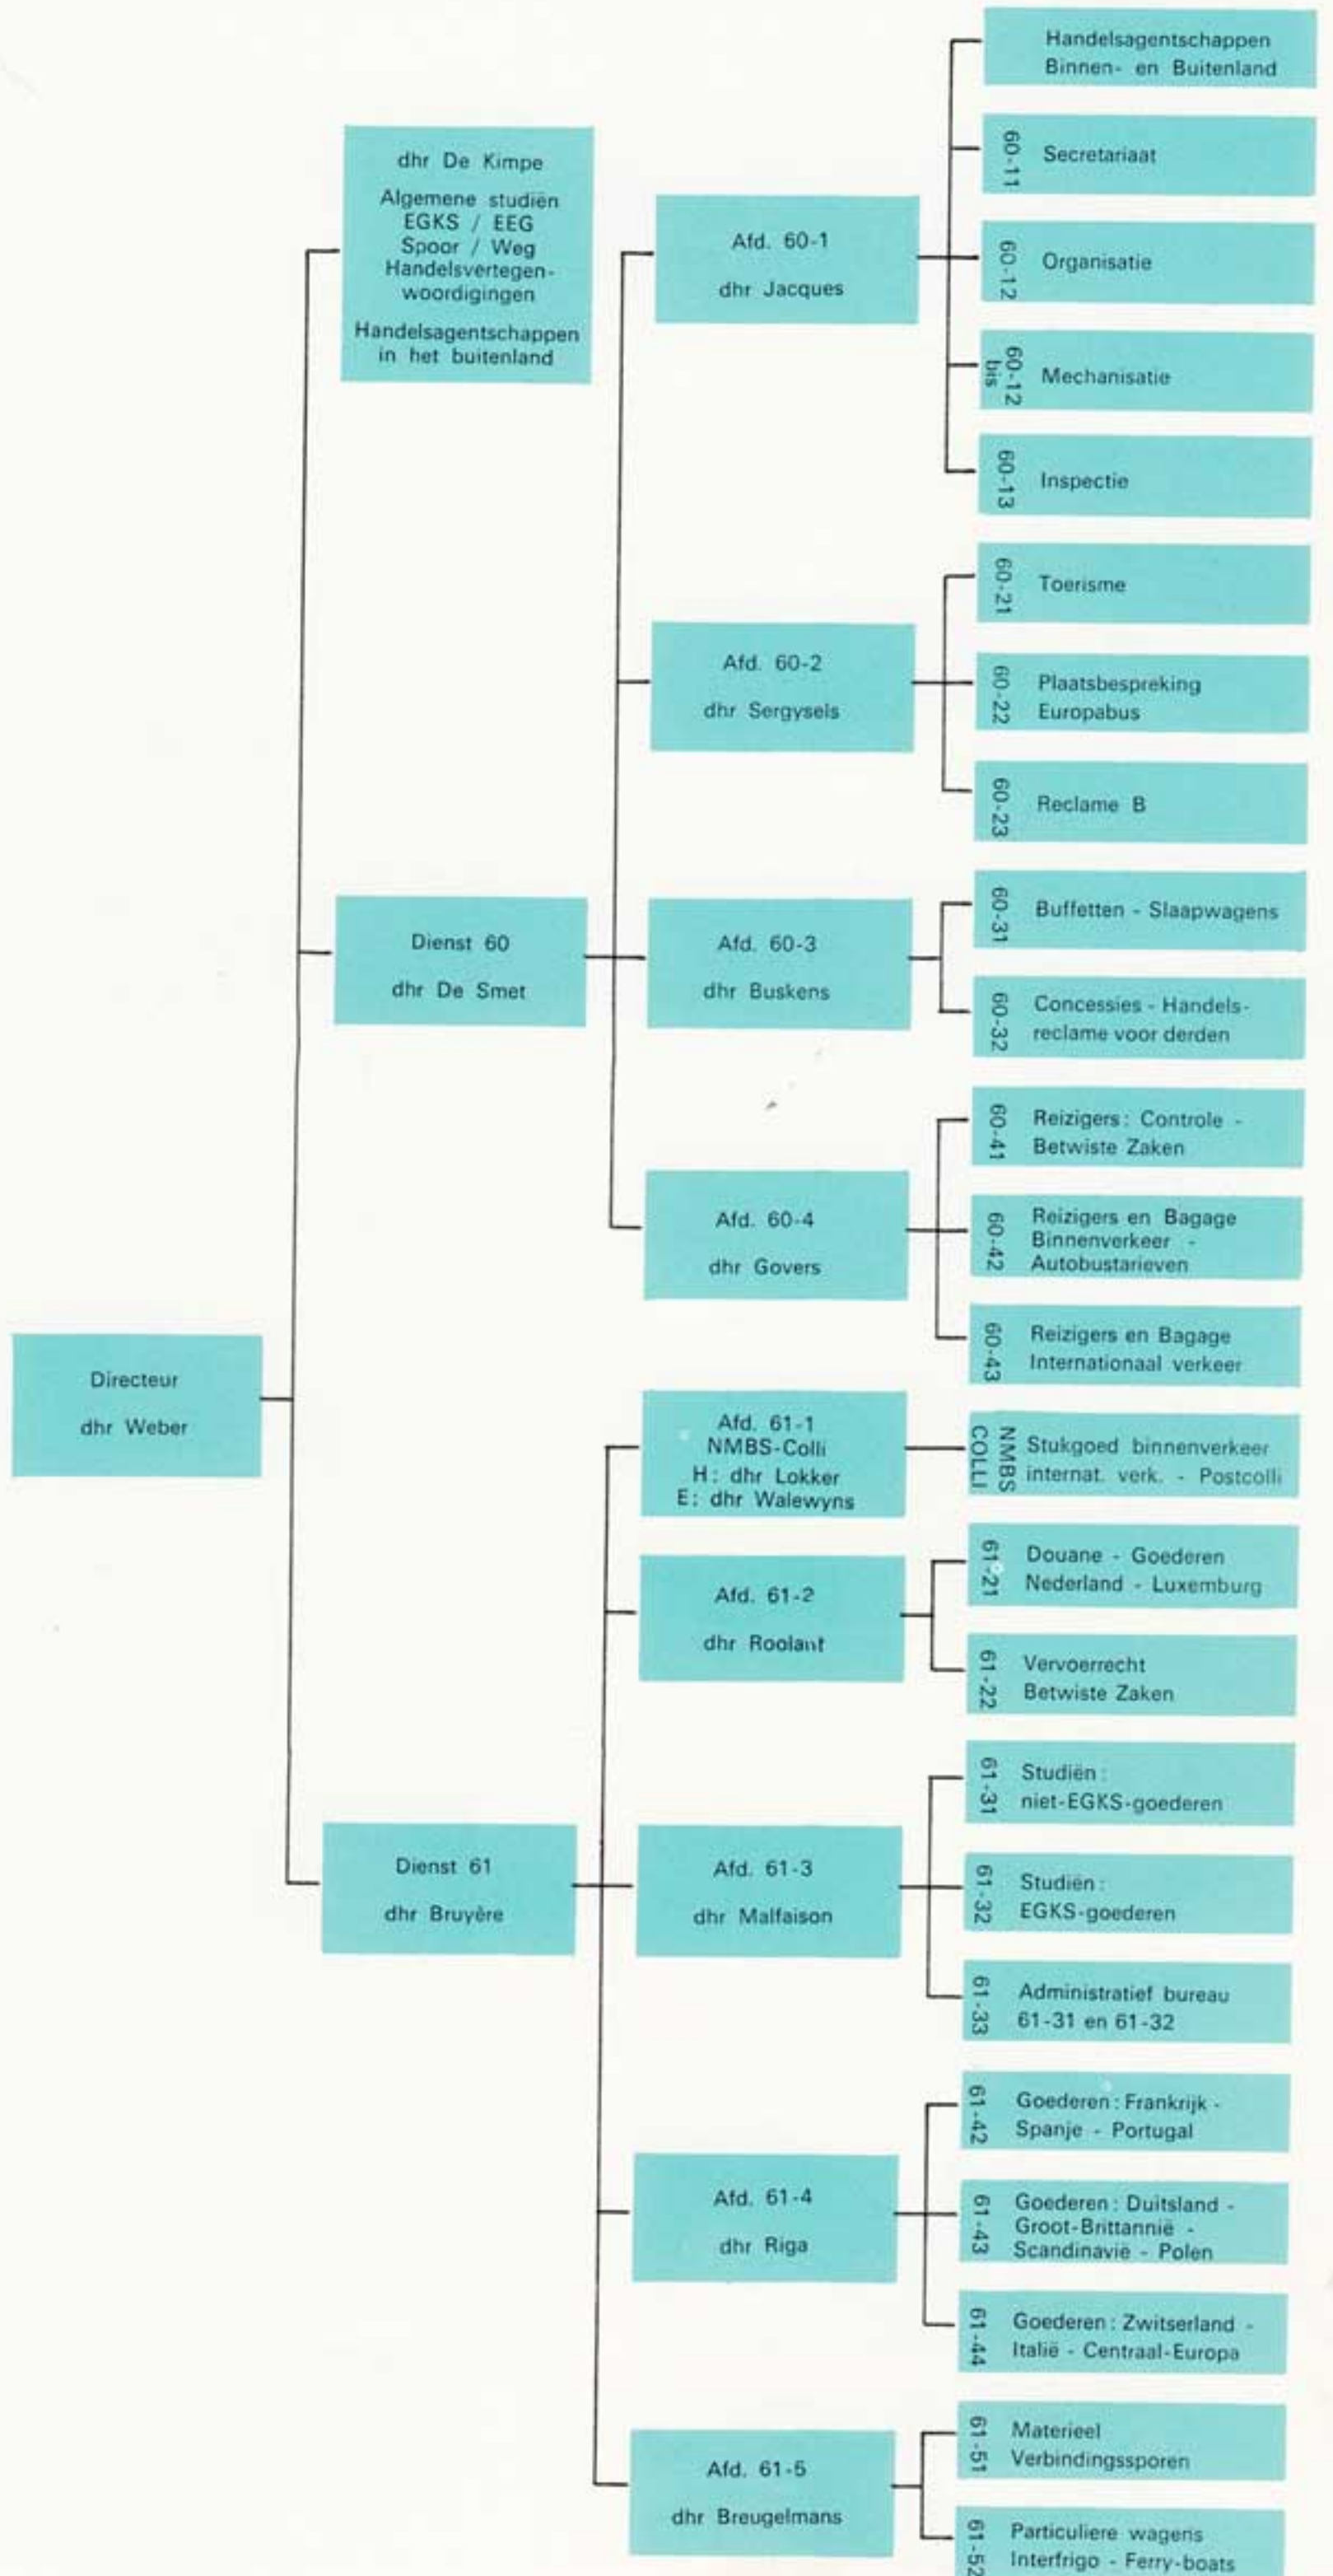 Directeur
dhr Weber
dhr De Kimpe
Algemene studiën
EGKS / EEG
Spoor / Weg
Handelsvertegen-
woordigingen
Handelsagentschappen
in het buitenland
Dienst 60
dhr De Smet
Afd. 60-1
dhr Jacques
Handelsagentschappen
Binnen- en Buitenland
60-11
Secretariaat
60-12
Organisatie
60-12
bis
Mechanisatie
60-13
Inspectie
Afd. 60-2
dhr Sergysels
60-21
Toerisme
60-22
Plaatsbespreking
Europabus
60-23
Reclame B
Afd. 60-3
dhr Buskens
60-31
Buffetten - Slaapwagens
60-32
Concessies - Handels-
reclame voor derden
Afd. 60-4
dhr Govers
60-41
Reizigers : Controle -
Betwiste Zaken
60-42
Reizigers en Bagage
Binnenverkeer -
Autobustarieven
60-43
Reizigers en Bagage
Internationaal verkeer
Dienst 61
dhr Bruyère
Afd. 61-1
NMBS-Colli
H : dhr Lokker
E : dhr Walewyns
NMBS
COLLI
Stukgoed binnenverkeer
internat. verk. - Postcolli
Afd. 61-2
dhr Roolant
61-21
Douane - Goederen
Nederland - Luxemburg
61-22
Vervoerrecht
Betwiste Zaken
Afd. 61-3
dhr Malfaison
61-31
Studiën :
niet-EGKS-goederen
61-32
Studiën :
EGKS-goederen
61-33
Administratief bureau
61-31 en 61-32
Afd. 61-4
dhr Riga
61-42
Goederen : Frankrijk -
Spanje - Portugal
61-43
Goederen : Duitsland -
Groot-Brittannië -
Scandinavië - Polen
61-44
Goederen : Zwitserland -
Italië - Centraal-Europa
Afd. 61-5
dhr Breugelmans
61-51
Materieel
Verbindingssporen
61-52
Particuliere wagens
Interfrigo - Ferry-boats